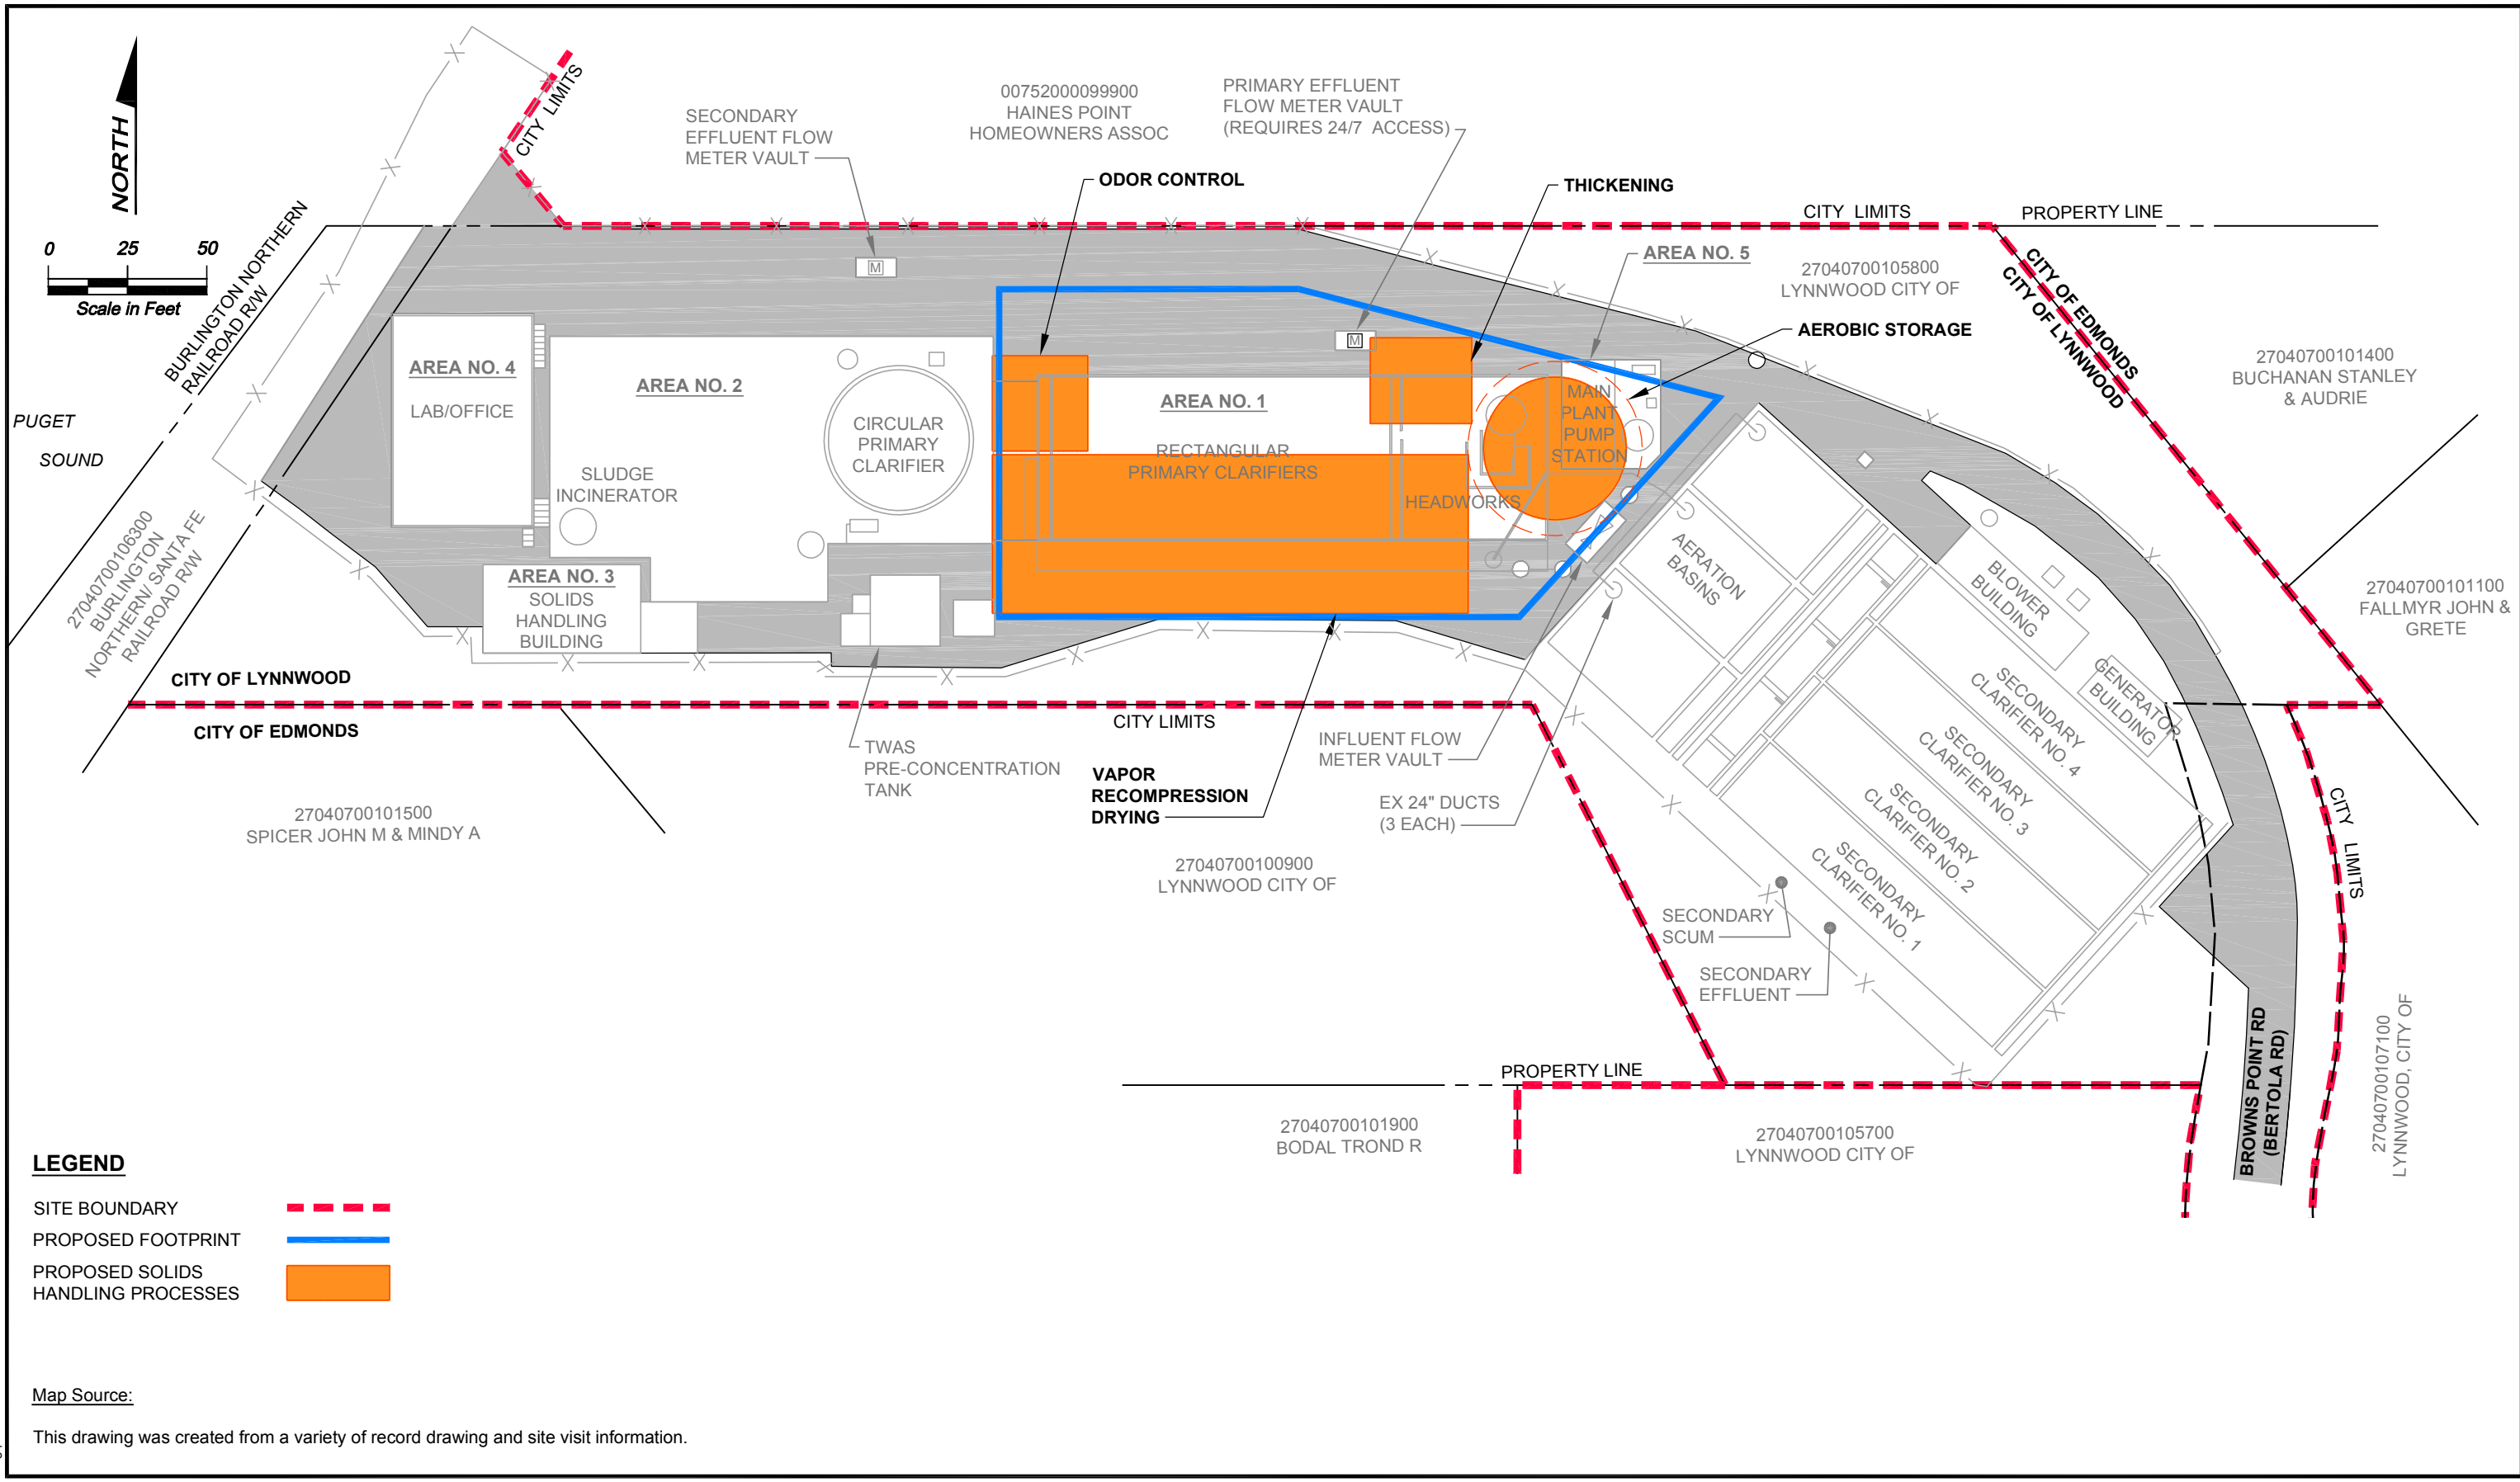 NORTH
0 25 50
Scale in Feet
CITY LIMITS
SECONDARY
EFFLUENT FLOW
METER VAULT
00752000099900
HAINES POINT
HOMEOWNERS ASSOC
PRIMARY EFFLUENT
FLOW METER VAULT
(REQUIRES 24/7 ACCESS)
ODOR CONTROL
THICKENING
CITY LIMITS
PROPERTY LINE
AREA NO. 5
27040700105800
LYNNWOOD CITY OF
CITY OF EDMONDS
CITY OF LYNNWOOD
AEROBIC STORAGE
27040700101400
BUCHANAN STANLEY
& AUDRIE
BURLINGTON NORTHERN
RAILROAD R/W
PUGET
SOUND
M
M
AREA NO. 4
LAB/OFFICE
AREA NO. 2
CIRCULAR
PRIMARY
CLARIFIER
SLUDGE
INCINERATOR
AREA NO. 1
RECTANGULAR
PRIMARY CLARIFIERS
MAIN
PLANT
PUMP
STATION
HEADWORKS
AREA NO. 3
SOLIDS
HANDLING
BUILDING
AERATION
BASINS
BLOWER
BUILDING
GENERATOR
BUILDING
27040700101100
FALLMYR JOHN &
GRETE
27040700106300
BURLINGTON
NORTHERN/ SANTA FE
RAILROAD R/W
CITY OF LYNNWOOD
CITY OF EDMONDS
CITY LIMITS
TWAS
PRE-CONCENTRATION
TANK
VAPOR
RECOMPRESSION
DRYING
INFLUENT FLOW
METER VAULT
EX 24" DUCTS
(3 EACH)
SECONDARY
CLARIFIER NO. 4
SECONDARY
CLARIFIER NO. 3
SECONDARY
CLARIFIER NO. 2
SECONDARY
CLARIFIER NO. 1
CITY LIMITS
27040700101500
SPICER JOHN M & MINDY A
27040700100900
LYNNWOOD CITY OF
SECONDARY
SCUM
SECONDARY
EFFLUENT
PROPERTY LINE
27040700101900
BODAL TROND R
27040700105700
LYNNWOOD CITY OF
BROWNS POINT RD
(BERTOLA RD)
27040700107100
LYNNWOOD, CITY OF
LEGEND
SITE BOUNDARY
PROPOSED FOOTPRINT
PROPOSED SOLIDS
HANDLING PROCESSES
Map Source:
This drawing was created from a variety of record drawing and site visit information.